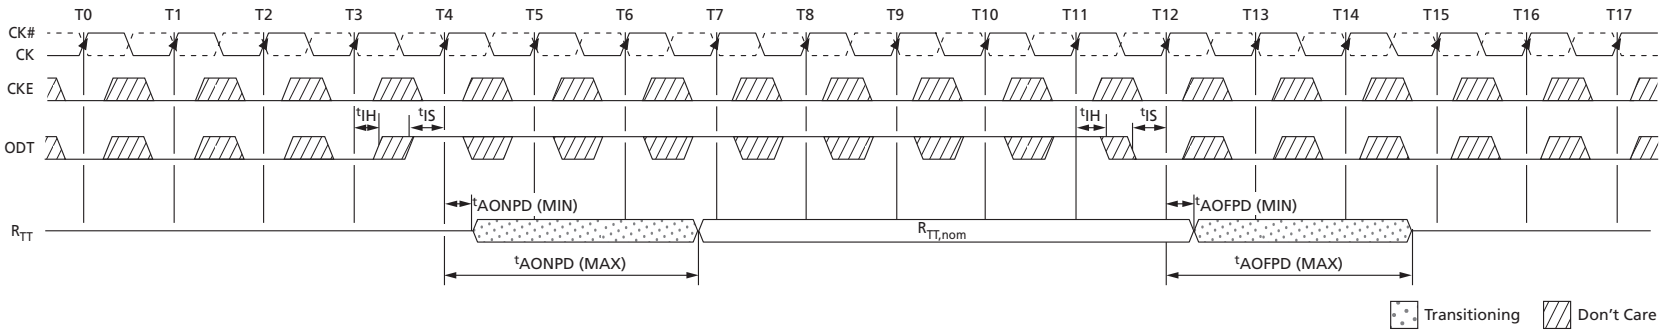 T0 T1 T2 T3 T4 T5 T6 T7 T8 T9 T10 T11 T12 T13 T14 T15 T16 T17
CK#
CK
CKE
tIH tIS tIH tIS
ODT
tAONPD (MIN) tAOFPD (MIN)
RTT RTT,nom
tAONPD (MAX) tAOFPD (MAX)
Transitioning Don't Care